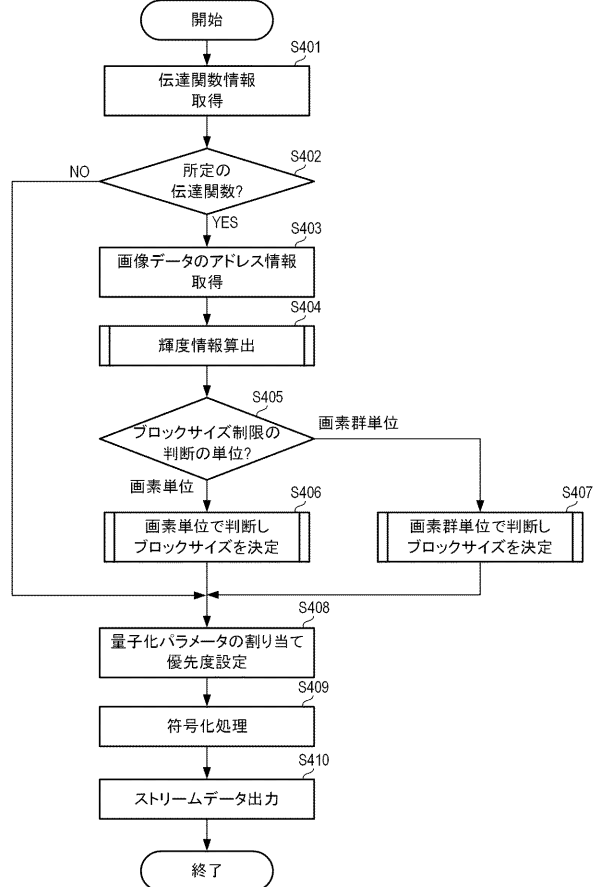 開始
S401
伝達関数情報
取得
S402
NO
所定の
伝達関数?
YES
S403
画像データのアドレス情報
取得
S404
輝度情報算出
S405
ブロックサイズ制限の
判断の単位?
画素群単位
画素単位
S406
画素単位で判断し
ブロックサイズを決定
S407
画素群単位で判断し
ブロックサイズを決定
S408
量子化パラメータの割り当て
優先度設定
S409
符号化処理
S410
ストリームデータ出力
終了